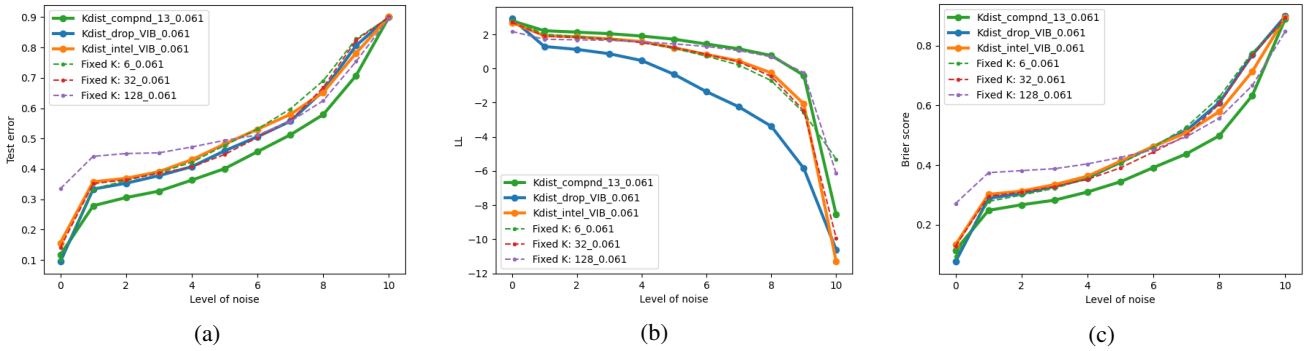 0.9
0.8
0.7
0.6
0.5
0.4
0.3
0.2
0.1
Test error
Kdist_compnd_13_0.061
Kdist_drop_VIB_0.061
Kdist_intel_VIB_0.061
Fixed K: 6_0.061
Fixed K: 32_0.061
Fixed K: 128_0.061
0 2 4 6 8 10
Level of noise
(a)
2
0
−2
−4
−6
−8
−10
−12
LL
Kdist_compnd_13_0.061
Kdist_drop_VIB_0.061
Kdist_intel_VIB_0.061
Fixed K: 6_0.061
Fixed K: 32_0.061
Fixed K: 128_0.061
0 2 4 6 8 10
Level of noise
(b)
0.8
0.6
0.4
0.2
Brier score
Kdist_compnd_13_0.061
Kdist_drop_VIB_0.061
Kdist_intel_VIB_0.061
Fixed K: 6_0.061
Fixed K: 32_0.061
Fixed K: 128_0.061
0 2 4 6 8 10
Level of noise
(c)